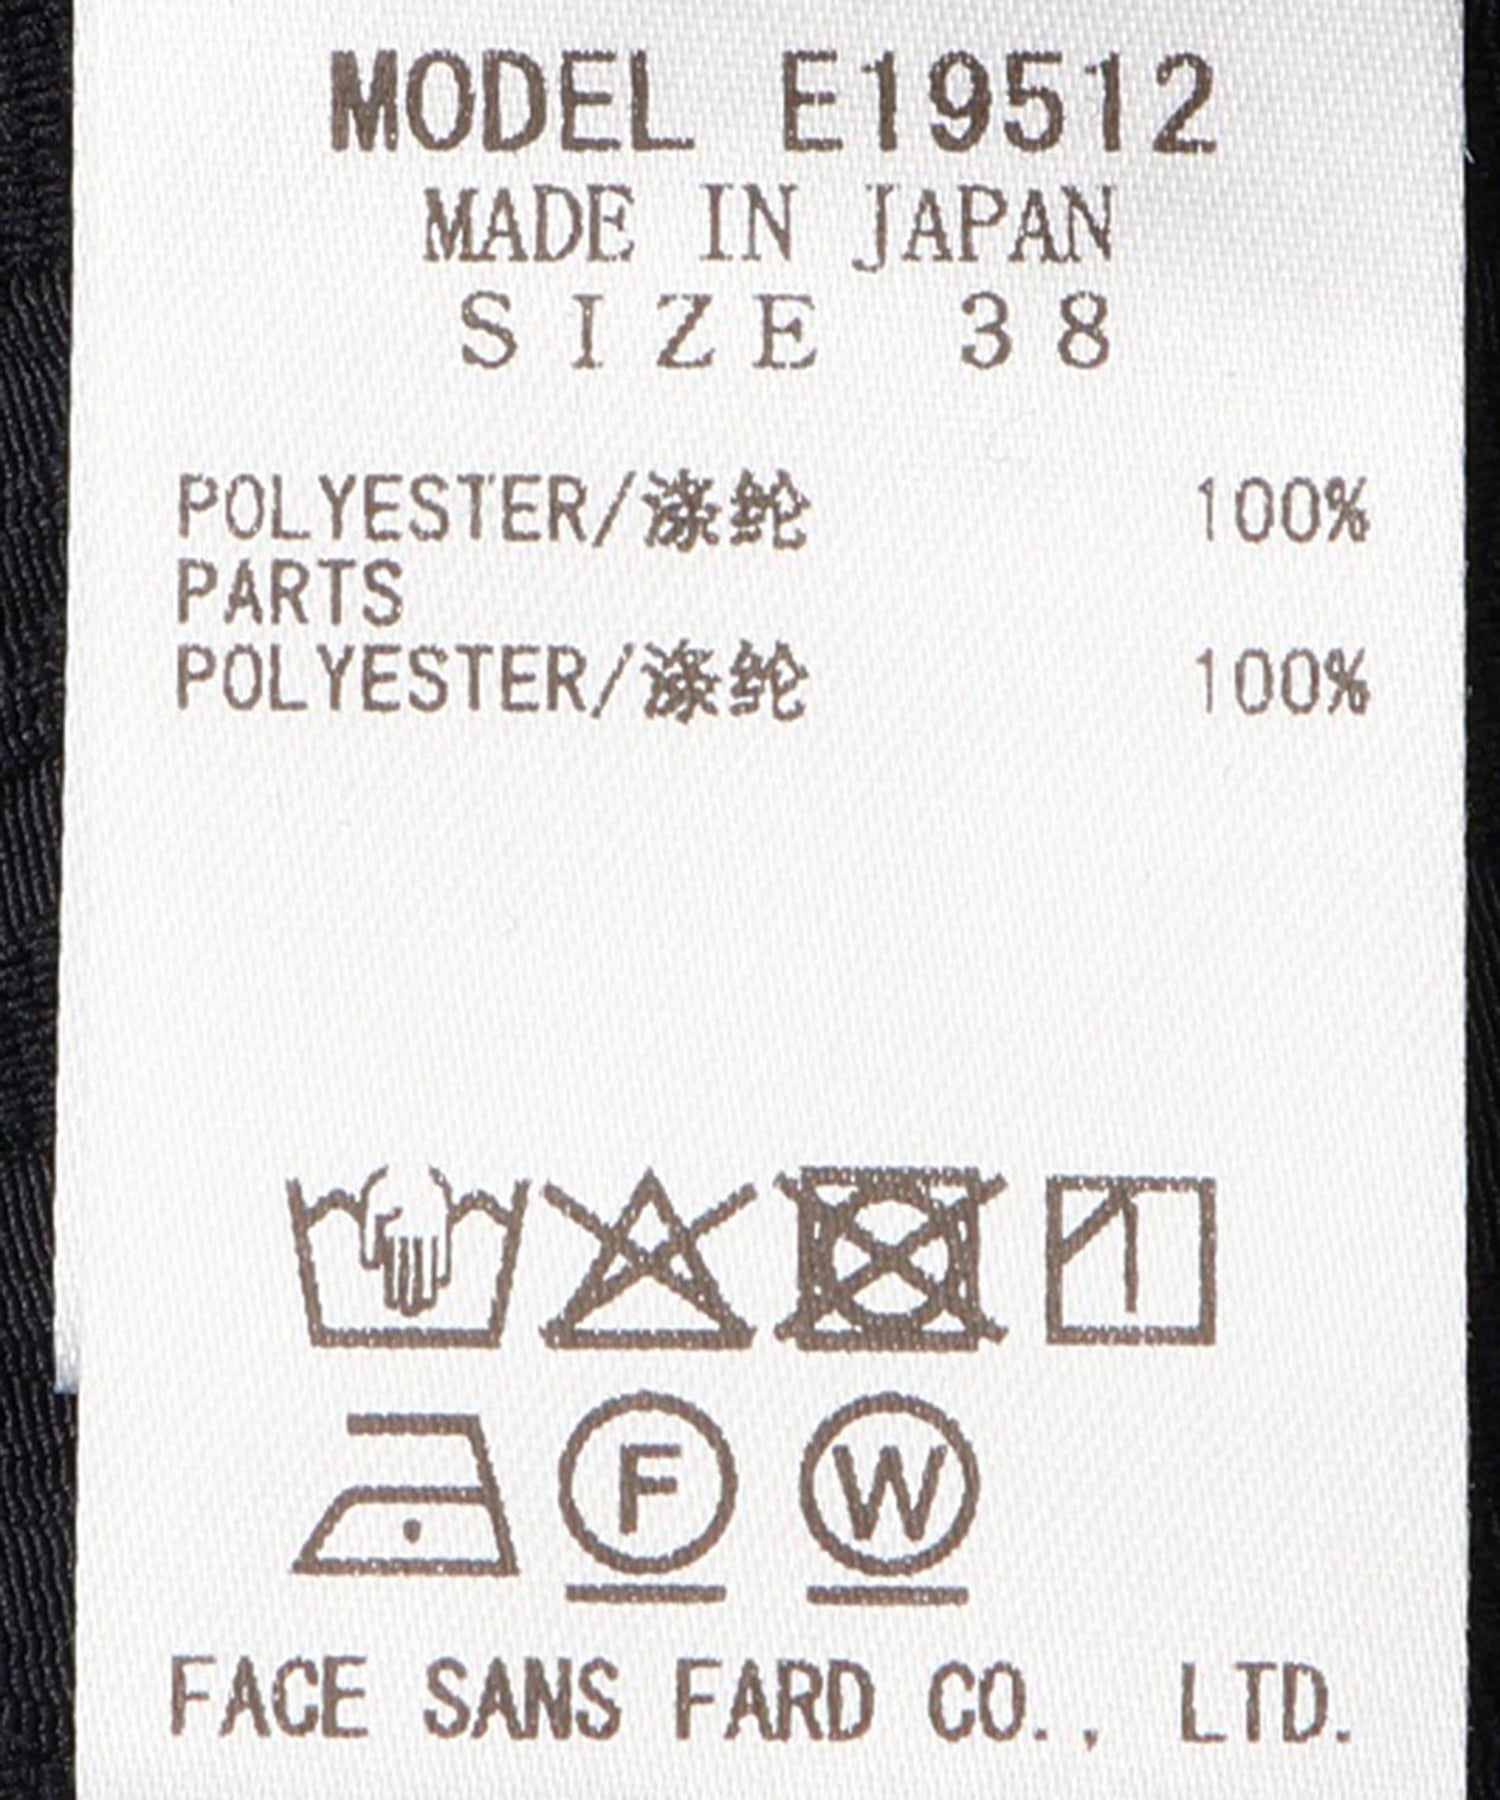 MODEL E19512
MADE IN JAPAN
SIZE 38
POLYESTER/涤纶 100%
PARTS
POLYESTER/涤纶 100%
F W
FACE SANS FARD CO., LTD.